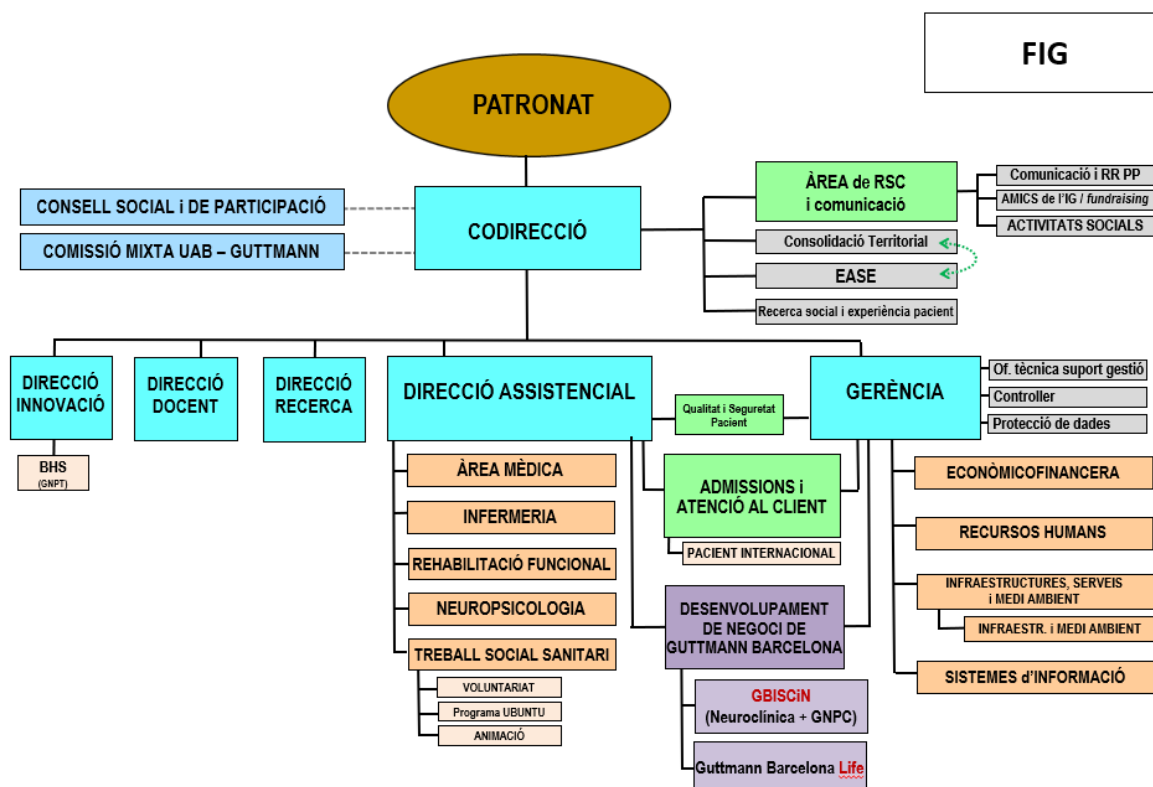 FIG
PATRONAT
CONSELL SOCIAL i DE PARTICIPACIÓ
COMISSIÓ MIXTA UAB – GUTTMANN
CODIRECCIÓ
ÀREA de RSC
i comunicació
Comunicació i RR PP
AMICS de l'IG / fundraising
ACTIVITATS SOCIALS
Consolidació Territorial
EASE
Recerca social i experiència pacient
DIRECCIÓ
INNOVACIÓ
BHS
(GNPT)
DIRECCIÓ
DOCENT
DIRECCIÓ
RECERCA
DIRECCIÓ ASSISTENCIAL
Qualitat i Seguretat
Pacient
GERÈNCIA
Of. tècnica suport gestió
Controller
Protecció de dades
ÀREA MÈDICA
INFERMERIA
REHABILITACIÓ FUNCIONAL
NEUROPSICOLOGIA
TREBALL SOCIAL SANITARI
VOLUNTARIAT
Programa UBUNTU
ANIMACIÓ
ADMISSIONS i
ATENCIÓ AL CLIENT
PACIENT INTERNACIONAL
DESENVOLUPAMENT
DE NEGOCI DE
GUTTMANN BARCELONA
GBISCiN
(Neuroclínica + GNPC)
Guttmann Barcelona Life
ECONÒMICOFINANCERA
RECURSOS HUMANS
INFRAESTRUCTURES, SERVEIS
i MEDI AMBIENT
INFRAESTR. i MEDI AMBIENT
SISTEMES d'INFORMACIÓ